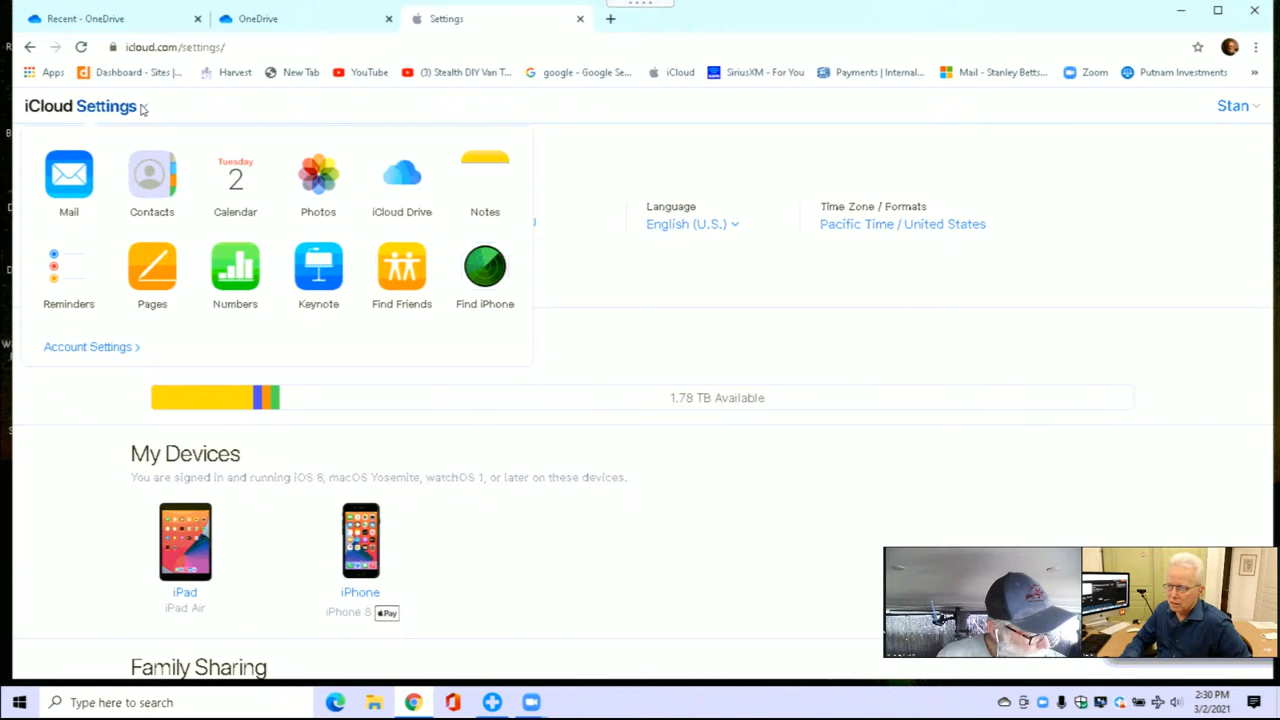 Recent - OneDrive
OneDrive
Settings
icloud.com/settings/
Apps Dashboard - Sites |... Harvest New Tab YouTube (3) Stealth DIY Van T... google - Google Se... iCloud SiriusXM - For You Payments | Internal... Mail - Stanley Betts... Zoom Putnam Investments »
iCloud Settings
Stan
Mail
Contacts
Tuesday
2
Calendar
Photos
iCloud Drive
Notes
Reminders
Pages
Numbers
Keynote
Find Friends
Find iPhone
Account Settings >
Language
English (U.S.)
Time Zone / Formats
Pacific Time / United States
1.78 TB Available
My Devices
You are signed in and running iOS 8, macOS Yosemite, watchOS 1, or later on these devices.
iPad
iPad Air
iPhone
iPhone 8 Pay
Family Sharing
Type here to search
2:30 PM
3/2/2021